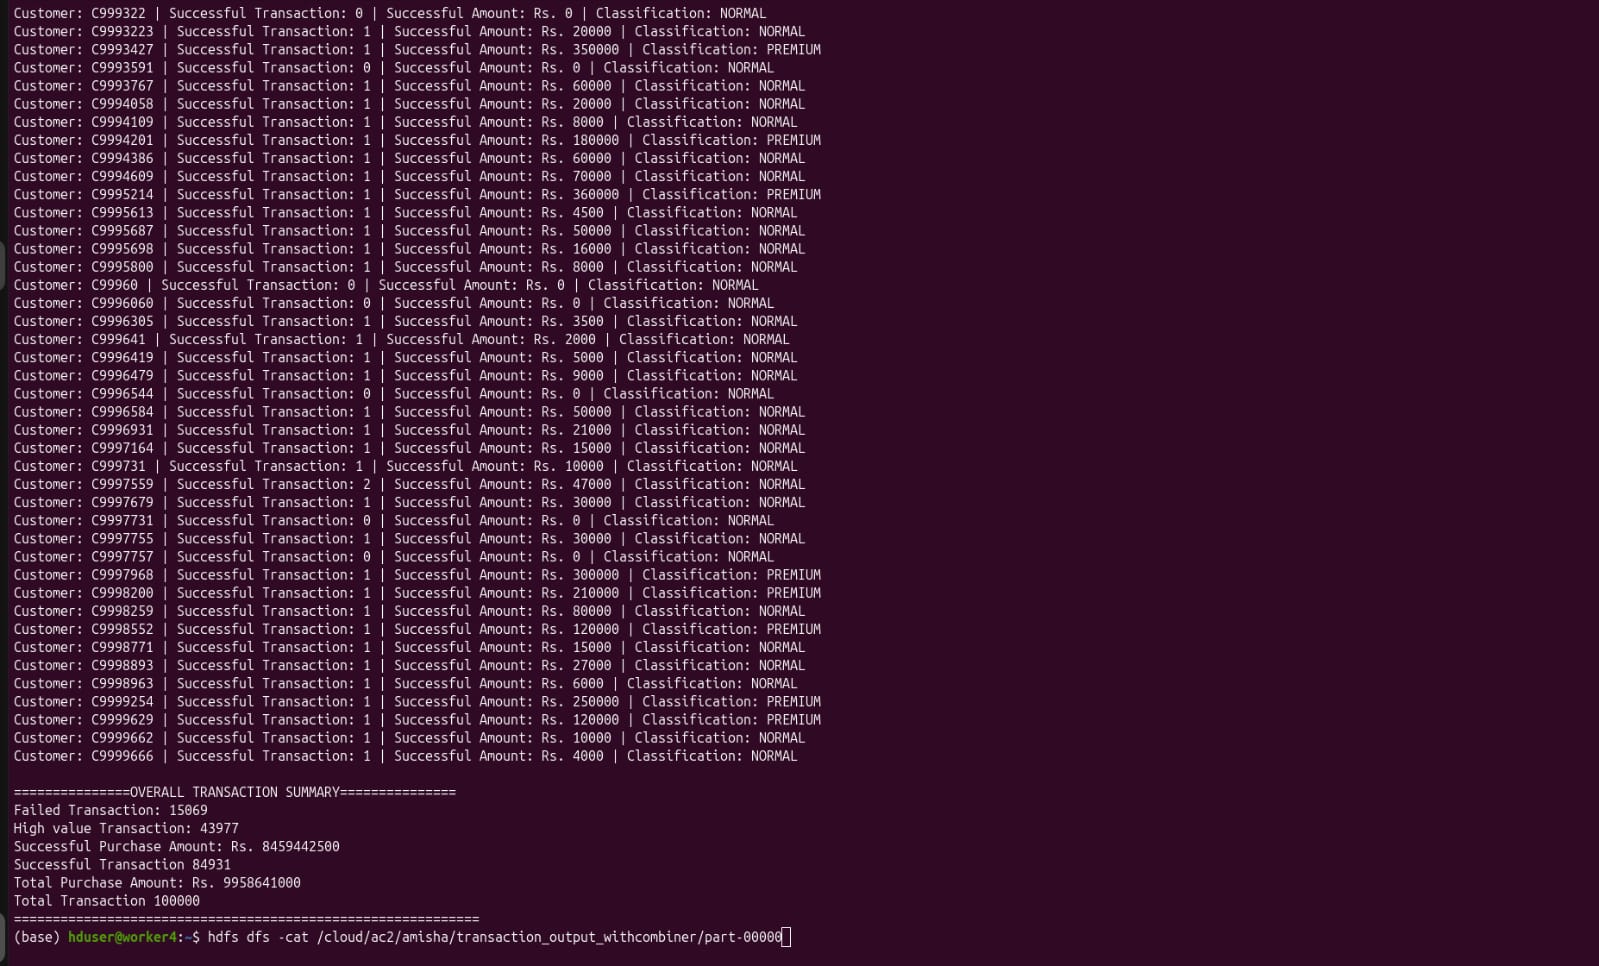 Customer: C999322 | Successful Transaction: 0 | Successful Amount: Rs. 0 | Classification: NORMAL
Customer: C9993223 | Successful Transaction: 1 | Successful Amount: Rs. 20000 | Classification: NORMAL
Customer: C9993427 | Successful Transaction: 1 | Successful Amount: Rs. 350000 | Classification: PREMIUM
Customer: C9993591 | Successful Transaction: 0 | Successful Amount: Rs. 0 | Classification: NORMAL
Customer: C9993767 | Successful Transaction: 1 | Successful Amount: Rs. 60000 | Classification: NORMAL
Customer: C9994058 | Successful Transaction: 1 | Successful Amount: Rs. 20000 | Classification: NORMAL
Customer: C9994109 | Successful Transaction: 1 | Successful Amount: Rs. 8000 | Classification: NORMAL
Customer: C9994201 | Successful Transaction: 1 | Successful Amount: Rs. 180000 | Classification: PREMIUM
Customer: C9994386 | Successful Transaction: 1 | Successful Amount: Rs. 60000 | Classification: NORMAL
Customer: C9994609 | Successful Transaction: 1 | Successful Amount: Rs. 70000 | Classification: NORMAL
Customer: C9995214 | Successful Transaction: 1 | Successful Amount: Rs. 360000 | Classification: PREMIUM
Customer: C9995613 | Successful Transaction: 1 | Successful Amount: Rs. 4500 | Classification: NORMAL
Customer: C9995687 | Successful Transaction: 1 | Successful Amount: Rs. 50000 | Classification: NORMAL
Customer: C9995698 | Successful Transaction: 1 | Successful Amount: Rs. 16000 | Classification: NORMAL
Customer: C9995800 | Successful Transaction: 1 | Successful Amount: Rs. 8000 | Classification: NORMAL
Customer: C99960 | Successful Transaction: 0 | Successful Amount: Rs. 0 | Classification: NORMAL
Customer: C9996060 | Successful Transaction: 0 | Successful Amount: Rs. 0 | Classification: NORMAL
Customer: C9996305 | Successful Transaction: 1 | Successful Amount: Rs. 3500 | Classification: NORMAL
Customer: C999641 | Successful Transaction: 1 | Successful Amount: Rs. 2000 | Classification: NORMAL
Customer: C9996419 | Successful Transaction: 1 | Successful Amount: Rs. 5000 | Classification: NORMAL
Customer: C9996479 | Successful Transaction: 1 | Successful Amount: Rs. 9000 | Classification: NORMAL
Customer: C9996544 | Successful Transaction: 0 | Successful Amount: Rs. 0 | Classification: NORMAL
Customer: C9996584 | Successful Transaction: 1 | Successful Amount: Rs. 50000 | Classification: NORMAL
Customer: C9996931 | Successful Transaction: 1 | Successful Amount: Rs. 21000 | Classification: NORMAL
Customer: C9997164 | Successful Transaction: 1 | Successful Amount: Rs. 15000 | Classification: NORMAL
Customer: C999731 | Successful Transaction: 1 | Successful Amount: Rs. 10000 | Classification: NORMAL
Customer: C9997559 | Successful Transaction: 2 | Successful Amount: Rs. 47000 | Classification: NORMAL
Customer: C9997679 | Successful Transaction: 1 | Successful Amount: Rs. 30000 | Classification: NORMAL
Customer: C9997731 | Successful Transaction: 0 | Successful Amount: Rs. 0 | Classification: NORMAL
Customer: C9997755 | Successful Transaction: 1 | Successful Amount: Rs. 30000 | Classification: NORMAL
Customer: C9997757 | Successful Transaction: 0 | Successful Amount: Rs. 0 | Classification: NORMAL
Customer: C9997968 | Successful Transaction: 1 | Successful Amount: Rs. 300000 | Classification: PREMIUM
Customer: C9998200 | Successful Transaction: 1 | Successful Amount: Rs. 210000 | Classification: PREMIUM
Customer: C9998259 | Successful Transaction: 1 | Successful Amount: Rs. 80000 | Classification: NORMAL
Customer: C9998552 | Successful Transaction: 1 | Successful Amount: Rs. 120000 | Classification: PREMIUM
Customer: C9998771 | Successful Transaction: 1 | Successful Amount: Rs. 15000 | Classification: NORMAL
Customer: C9998893 | Successful Transaction: 1 | Successful Amount: Rs. 27000 | Classification: NORMAL
Customer: C9998963 | Successful Transaction: 1 | Successful Amount: Rs. 6000 | Classification: NORMAL
Customer: C9999254 | Successful Transaction: 1 | Successful Amount: Rs. 250000 | Classification: PREMIUM
Customer: C9999629 | Successful Transaction: 1 | Successful Amount: Rs. 120000 | Classification: PREMIUM
Customer: C9999662 | Successful Transaction: 1 | Successful Amount: Rs. 10000 | Classification: NORMAL
Customer: C9999666 | Successful Transaction: 1 | Successful Amount: Rs. 4000 | Classification: NORMAL
===============OVERALL TRANSACTION SUMMARY===============
Failed Transaction: 15069
High value Transaction: 43977
Successful Purchase Amount: Rs. 8459442500
Successful Transaction 84931
Total Purchase Amount: Rs. 9958641000
Total Transaction 100000
============================================================
(base) hduser@worker4:~$ hdfs dfs -cat /cloud/ac2/amisha/transaction_output_withcombiner/part-00000